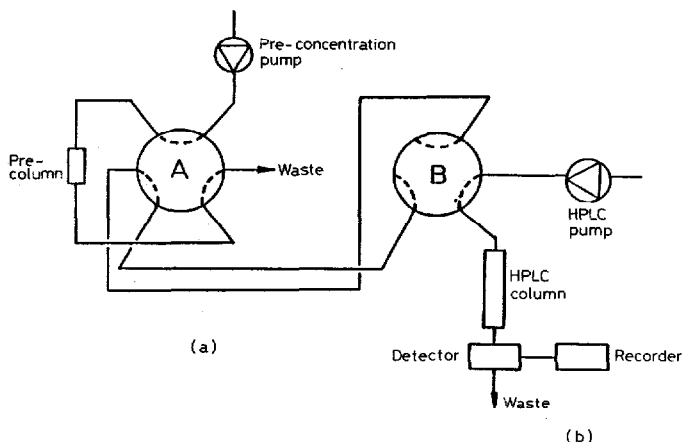 Pre-concentration
pump
A
Waste
Pre-
column
B
HPLC
pump
HPLC
column
(a)
Detector
Recorder
Waste
(b)